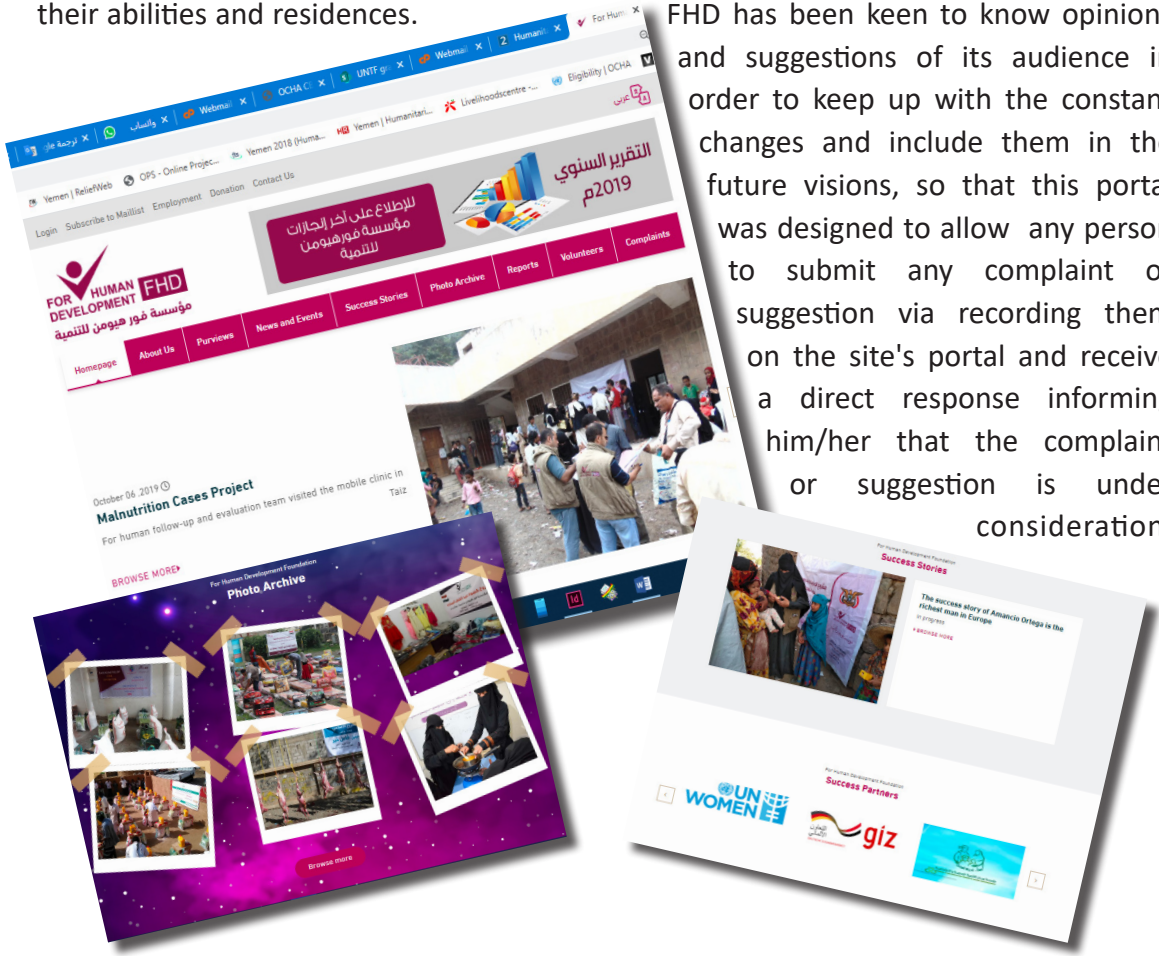 their abilities and residences.
FHD has been keen to know opinion
and suggestions of its audience i
order to keep up with the constan
changes and include them in the
future visions, so that this porta
was designed to allow any person
to submit any complaint o
suggestion via recording them
on the site's portal and receive
a direct response informin
him/her that the complain
or suggestion is unde
consideration
ترجمة
واتساب
Webmai
OCHA
UNTF g
Webmail
2 Humanit
For Hum
Yemen | ReliefWeb
OPS - Online Projec...
Yemen 2018 (Huma...
Yemen | Humanitari...
Livelihoodscentre -...
Eligibility | OCHA
عربي
Login Subscribe to Maillist Employment Donation Contact Us
للإطلاع على آخر إنجازات
مؤسسة فورهيومن
للتنمية
التقرير السنوي
2019م
FOR HUMAN
DEVELOPMENT FHD
مؤسسة فور هيومن للتنمية
Homepage About Us Purviews News and Events Success Stories Photo Archive Reports Volunteers Complaints
October 06 ,2019
Malnutrition Cases Project
For human follow-up and evaluation team visited the mobile clinic in
Taiz
BROWSE MORE
For Human Development Foundation
Photo Archive
Browse more
For Human Development Foundation
Success Stories
The success story of Amancio Ortega is the
richest man in Europe
in progress
BROWSE MORE
For Human Development Foundation
Success Partners
UN
WOMEN
التعاون
الألماني
giz